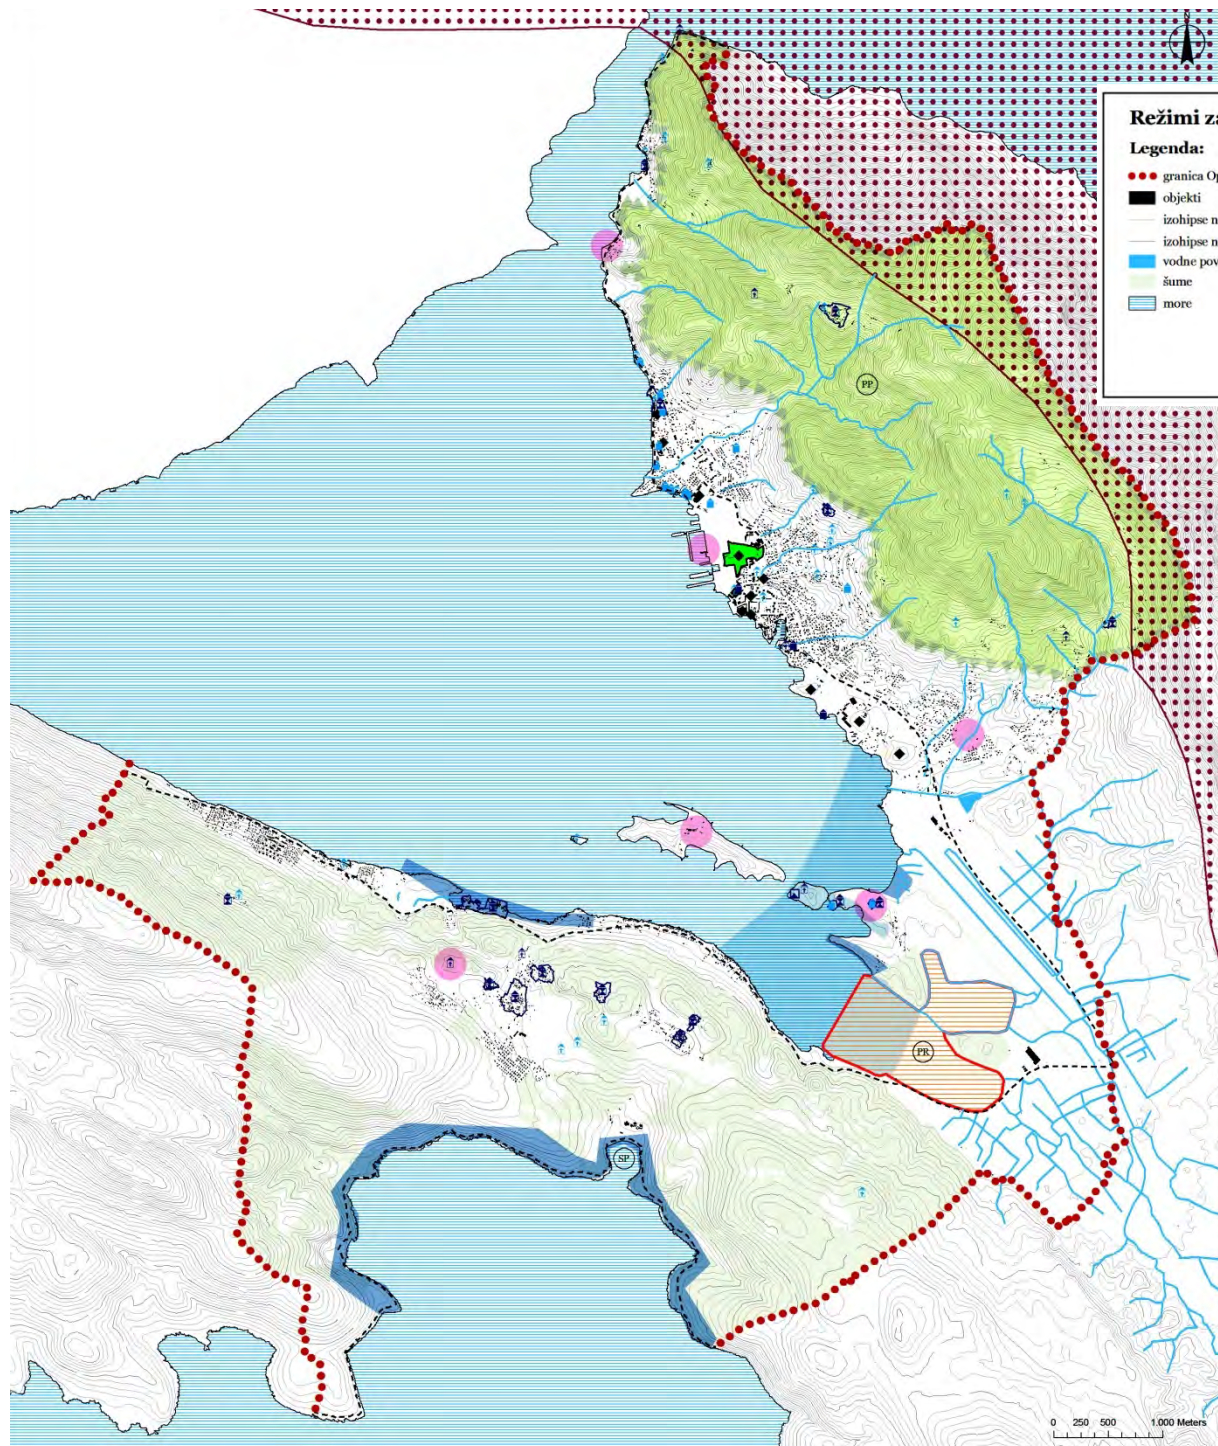 N
Režimi za
Legenda:
granica Op
objekti
izohipse n
izohipse n
vodne pov
šume
more
PP
PR
SP
0 250 500 1.000 Meters